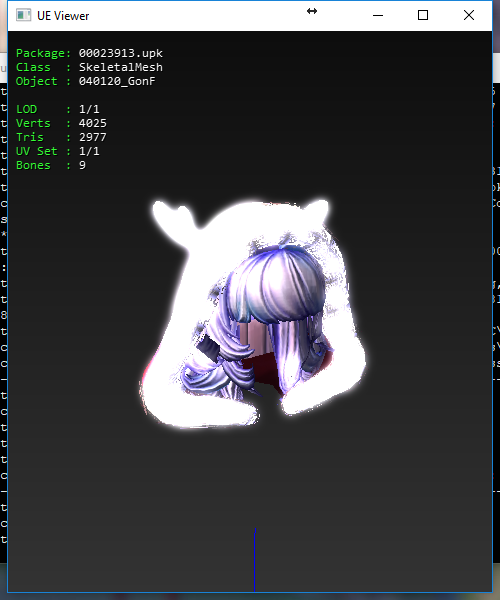 UE Viewer
Package: 00023913.upk
Class : SkeletalMesh
Object : 040120_GonF
LOD : 1/1
Verts : 4025
Tris : 2977
UV Set : 1/1
Bones : 9